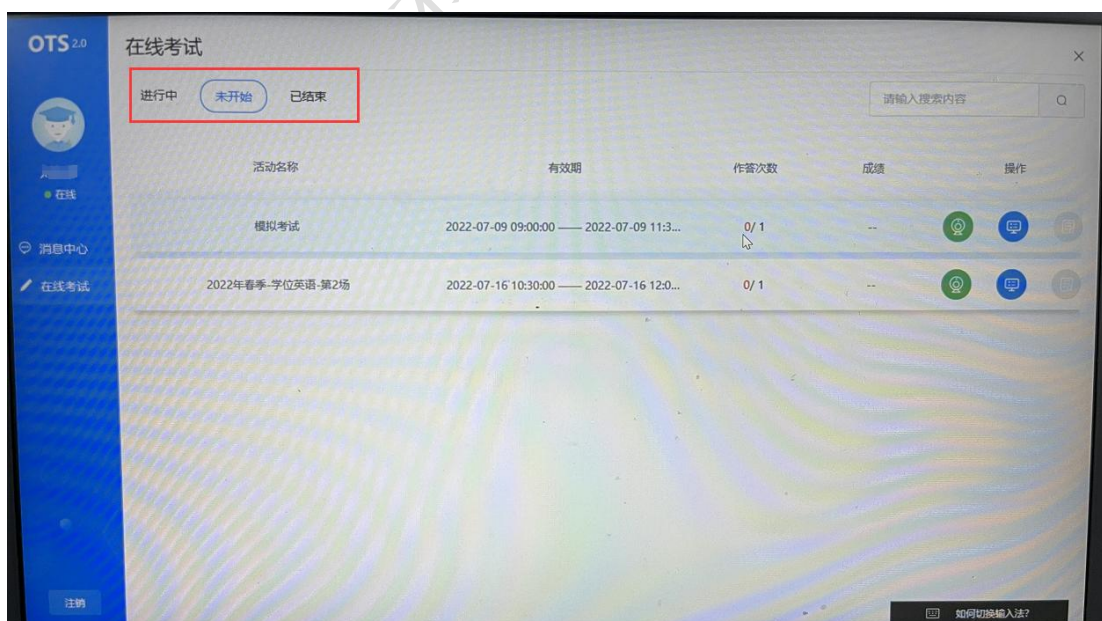 OTS 2.0
在线考试
进行中 未开始 已结束
请输入搜索内容
活动名称 有效期 作答次数 成绩 操作
在线
模拟考试 2022-07-09 09:00:00 —— 2022-07-09 11:3... 0/ 1 --
消息中心
在线考试
2022年春季-学位英语-第2场 2022-07-16 10:30:00 —— 2022-07-16 12:0... 0/ 1 --
注销
如何切换输入法?